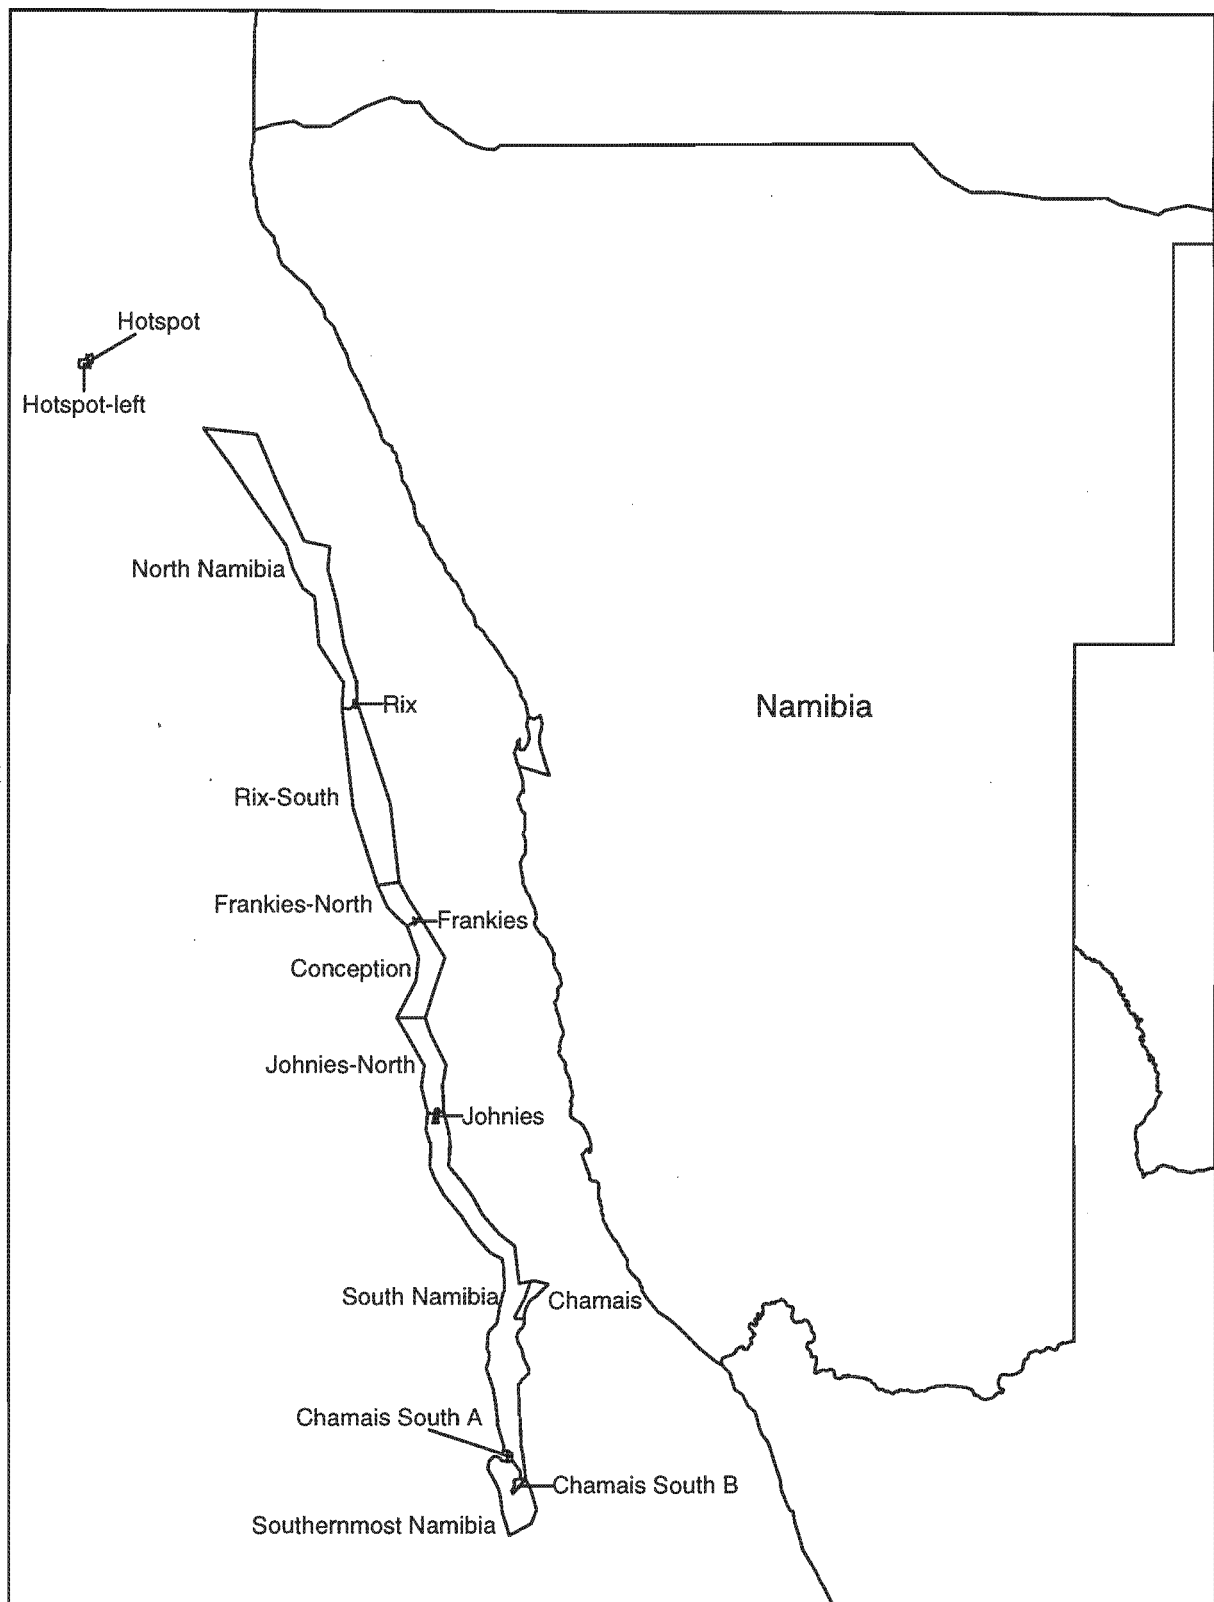 Hotspot
Hotspot-left
North Namibia
Rix
Namibia
Rix-South
Frankies-North
Frankies
Conception
Johnies-North
Johnies
South Namibia
Chamais
Chamais South A
Chamais South B
Southernmost Namibia